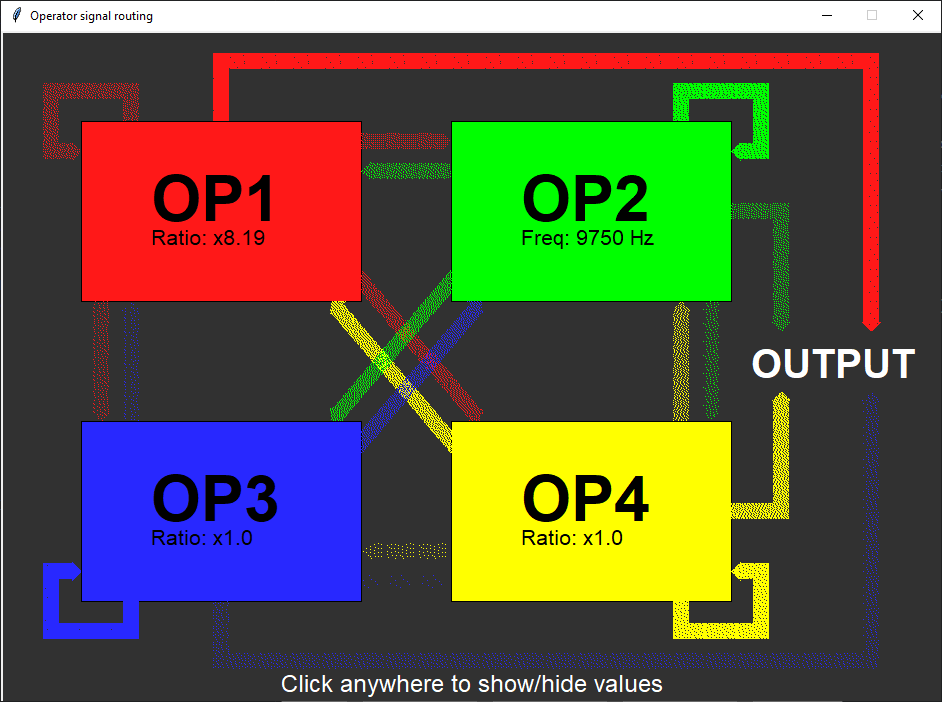 Operator signal routing
OP1
Ratio: x8.19
OP2
Freq: 9750 Hz
OUTPUT
OP3
Ratio: x1.0
OP4
Ratio: x1.0
Click anywhere to show/hide values